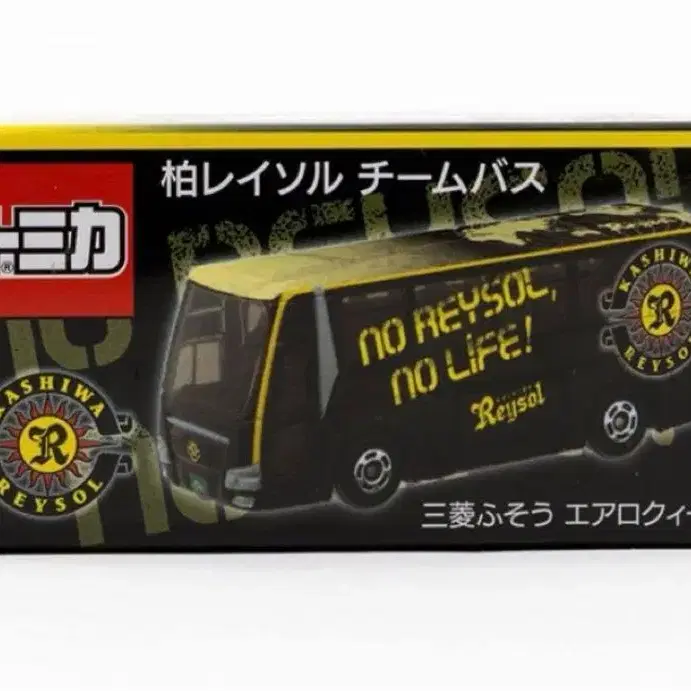 柏レイソル チームバス
トミカ
®
NO REYSOL,
NO LIFE!
Reysol
KASHIWA
R
REYSOL
KASHIWA
R
REYSOL
三菱ふそう エアロクィー